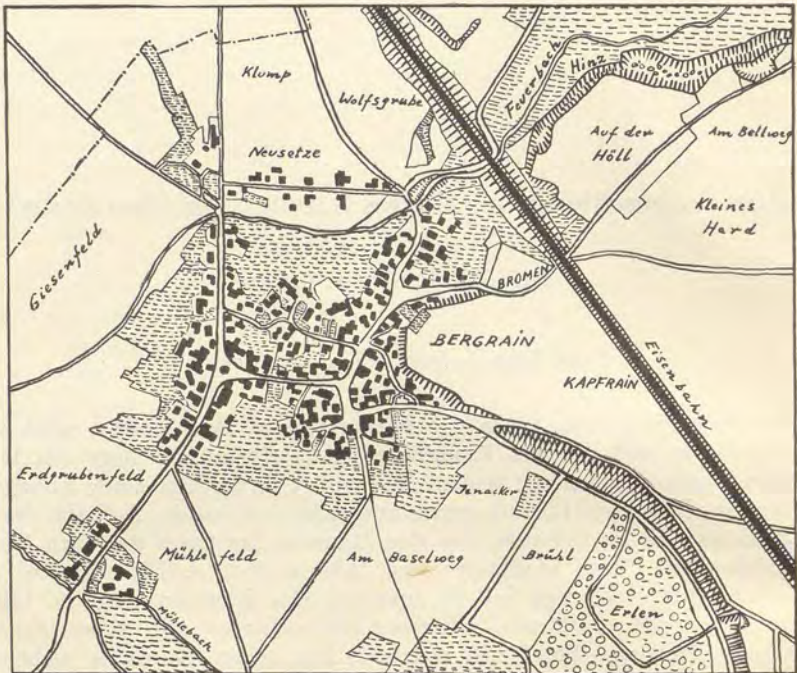 Klump
Wolfsgrube
Feuerbach
Hinz
Auf der
Höll
Am Bellweg
Neusetze
Kleines
Hard
Giesenfeld
BROMEN
BERGRAIN
KAPFRAIN
Eisenbahn
Erdgrubenfeld
Jenacker
Mühlefeld
Am Baselweg
Brühl
Erlen
Mühlebach